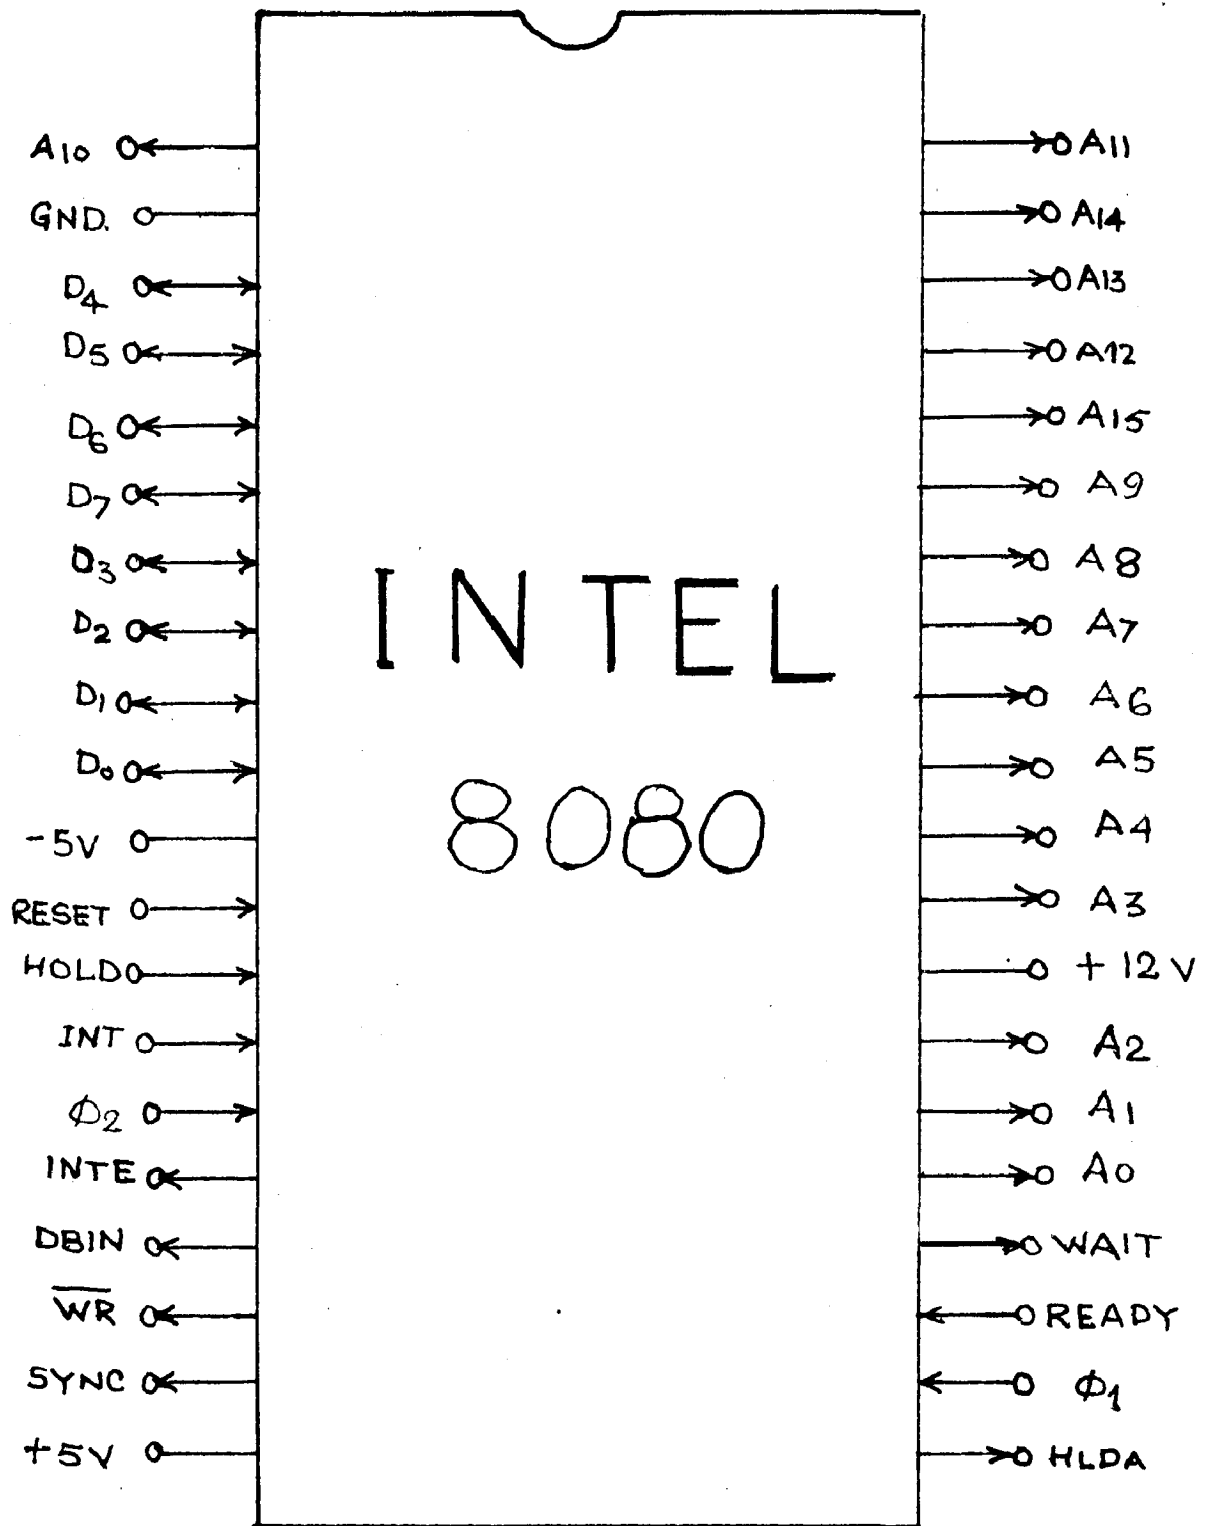 A10 A11
GND. A14
D4 A13
D5 A12
D6 A15
D7 A9
D3 A8
D2 A7
D1 A6
D0 A5
-5V A4
RESET A3
HOLD +12V
INT A2
Φ2 A1
INTE A0
DBIN WAIT
W̅R̅ READY
SYNC Φ1
+5V HLDA
INTEL
8080